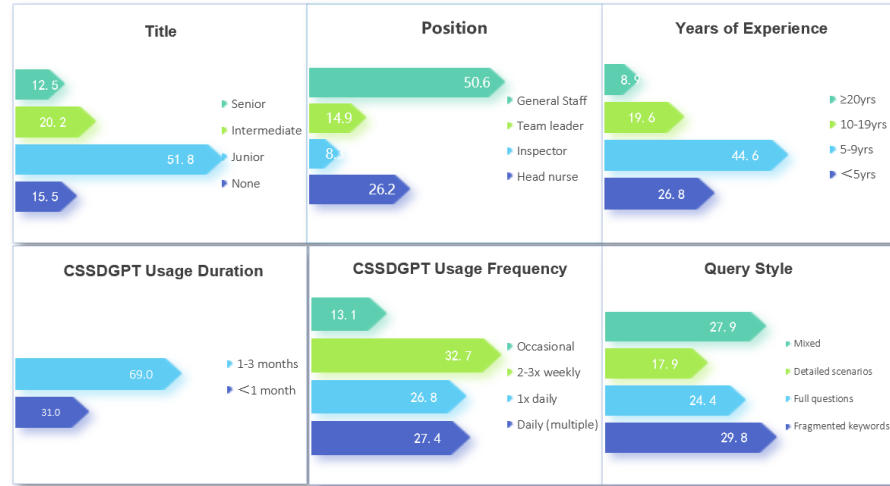 Title
12.5
20.2
51.8
15.5
Senior
Intermediate
Junior
None
Position
50.6
14.9
26.2
General Staff
Team leader
Inspector
Head nurse
Years of Experience
8.9
19.6
44.6
26.8
≥20yrs
10-19yrs
5-9yrs
<5yrs
CSSDGPT Usage Duration
69.0
31.0
1-3 months
<1 month
CSSDGPT Usage Frequency
13.1
32.7
26.8
27.4
Occasional
2-3x weekly
1x daily
Daily (multiple)
Query Style
27.9
17.9
24.4
29.8
Mixed
Detailed scenarios
Full questions
Fragmented keywords